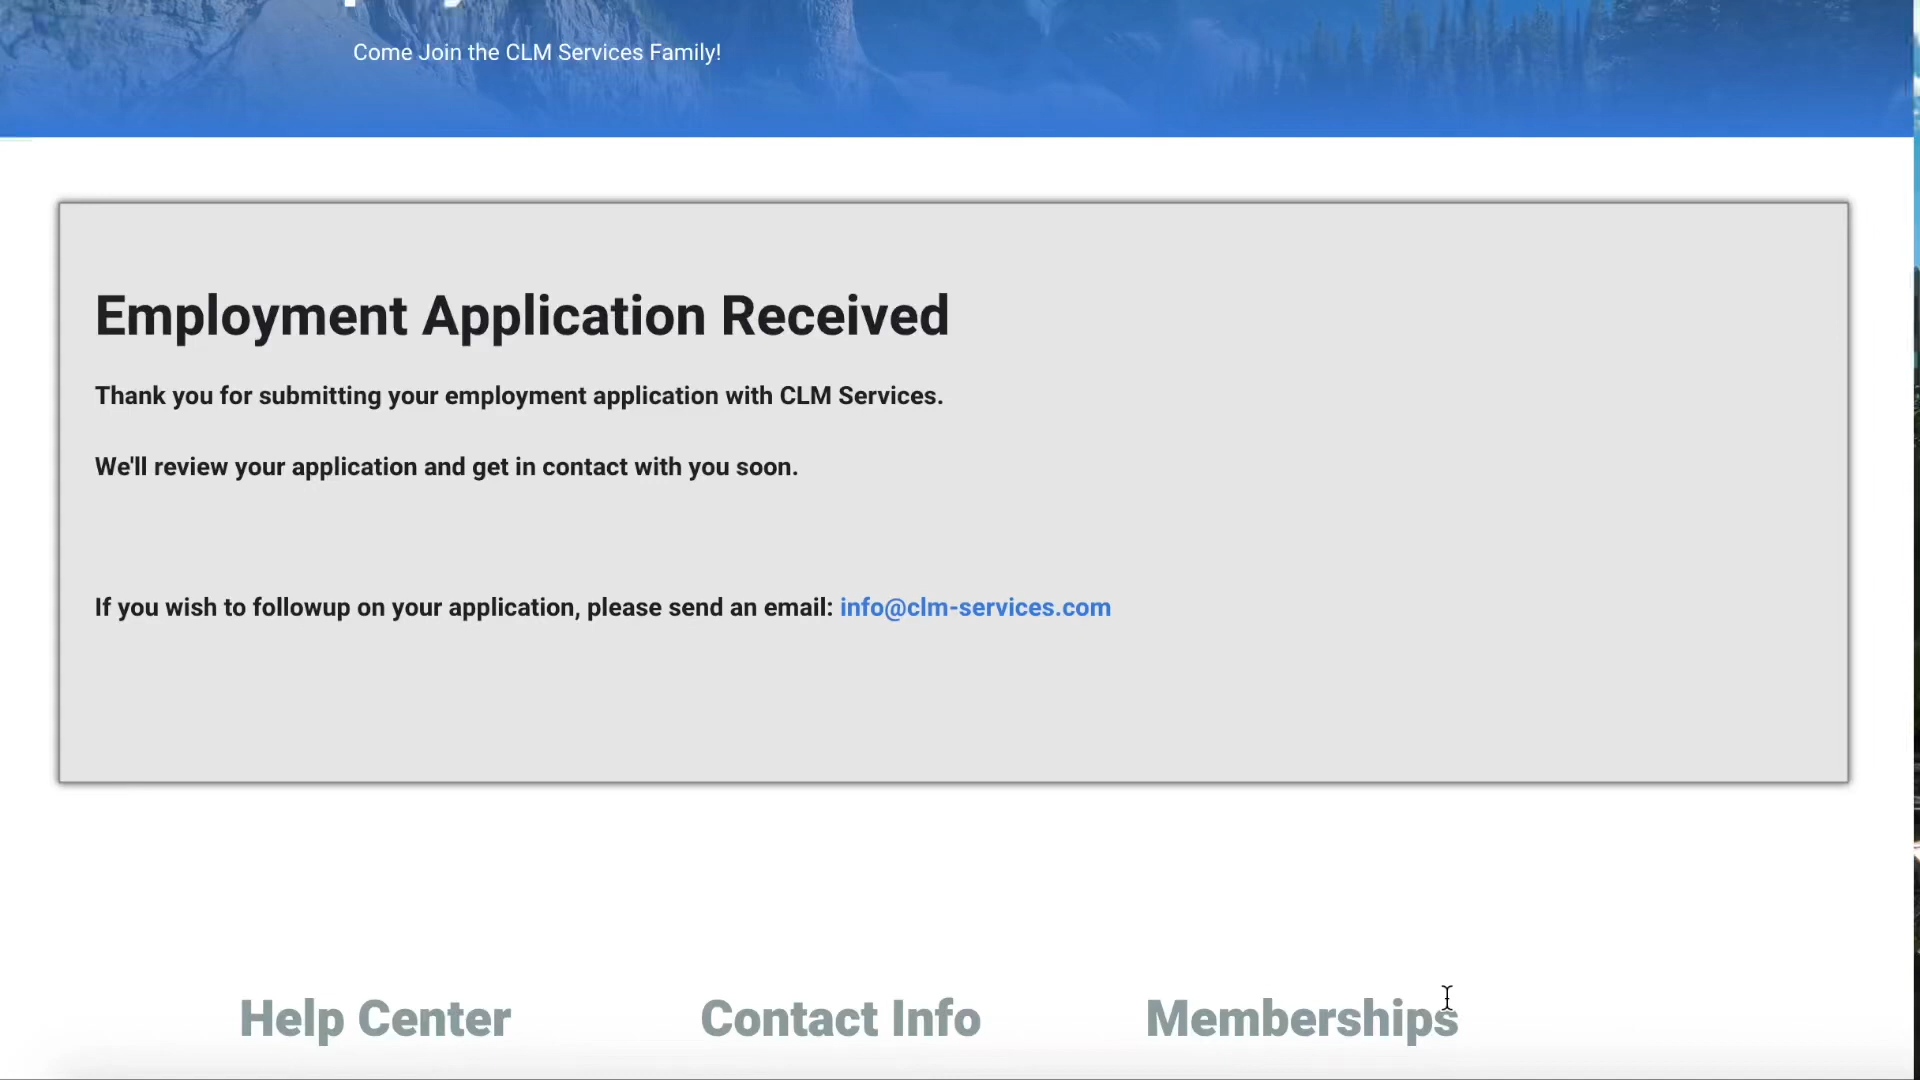 Come Join the CLM Services Family!
Employment Application Received
Thank you for submitting your employment application with CLM Services.
We'll review your application and get in contact with you soon.
If you wish to followup on your application, please send an email: info@clm-services.com
Help Center
Contact Info
Memberships